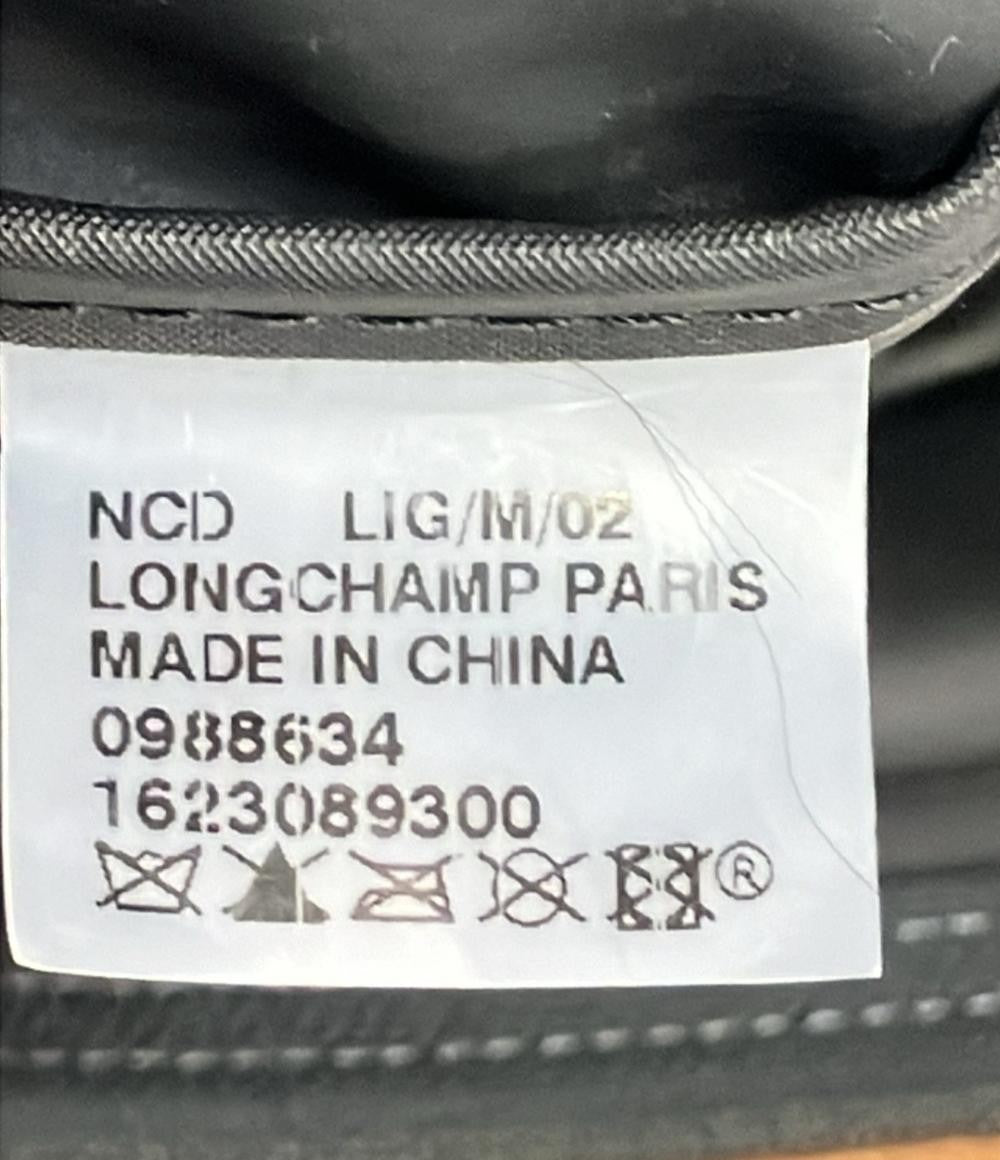 NCD LIG/M/02
LONGCHAMP PARIS
MADE IN CHINA
0988634
1623089300
®